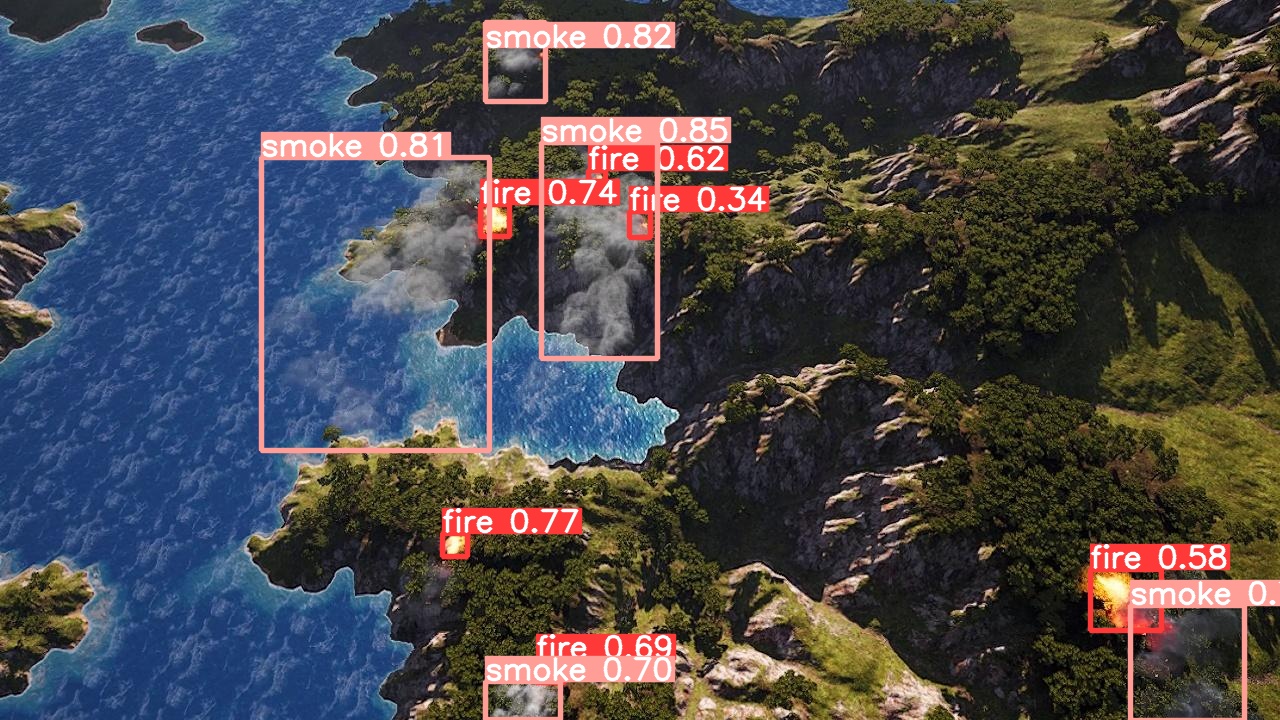 smoke 0.82
smoke 0.85
smoke 0.81
fire 0.62
fire 0.74
fire 0.34
fire 0.77
fire 0.58
smoke 0.
fire 0.69
smoke 0.70